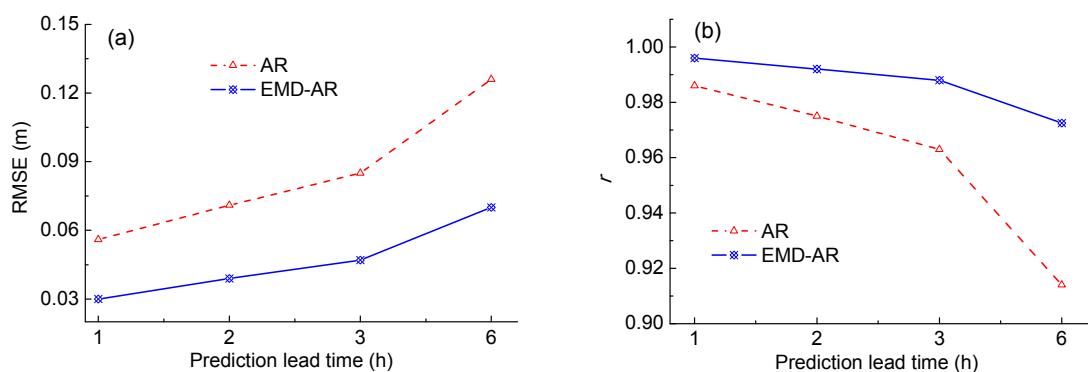 (a)
AR
EMD-AR
RMSE (m)
0.15
0.12
0.09
0.06
0.03
1
2
3
6
Prediction lead time (h)
(b)
AR
EMD-AR
r
1.00
0.98
0.96
0.94
0.92
0.90
1
2
3
6
Prediction lead time (h)